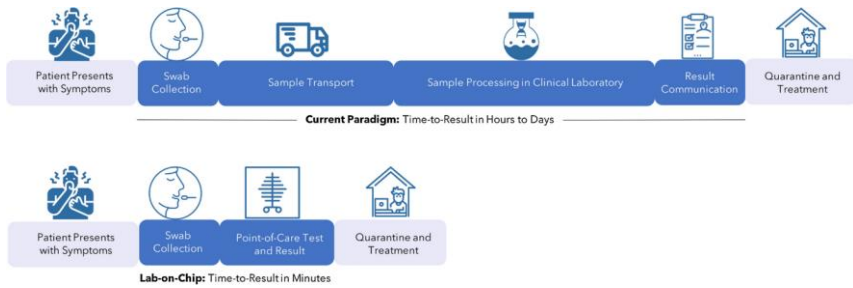 Patient Presents
with Symptoms
Swab
Collection
Sample Transport
Sample Processing in Clinical Laboratory
Result
Communication
Quarantine and
Treatment
Current Paradigm: Time-to-Result in Hours to Days
Patient Presents
with Symptoms
Swab
Collection
Point-of-Care Test
and Result
Quarantine and
Treatment
Lab-on-Chip: Time-to-Result in Minutes